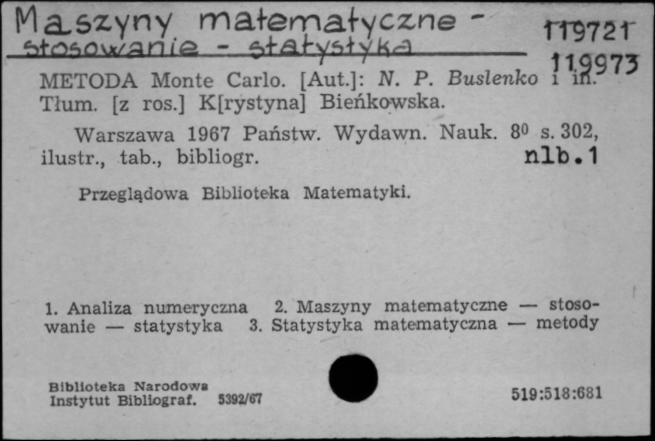 Maszyny matematyczne - 119721
stosowanie - statystyka
119973
METODA Monte Carlo. [Aut.]: N. P. Buslenko i in.
Tłum. [z ros.] K[rystyna] Bieńkowska.
Warszawa 1967 Państw. Wydawn. Nauk. 8⁰ s. 302,
ilustr., tab., bibliogr. nlb. 1
Przeglądowa Biblioteka Matematyki.
1. Analiza numeryczna 2. Maszyny matematyczne — stoso-
wanie — statystyka 3. Statystyka matematyczna — metody
Biblioteka Narodowa
Instytut Bibliograf. 5392/67 519:518:681